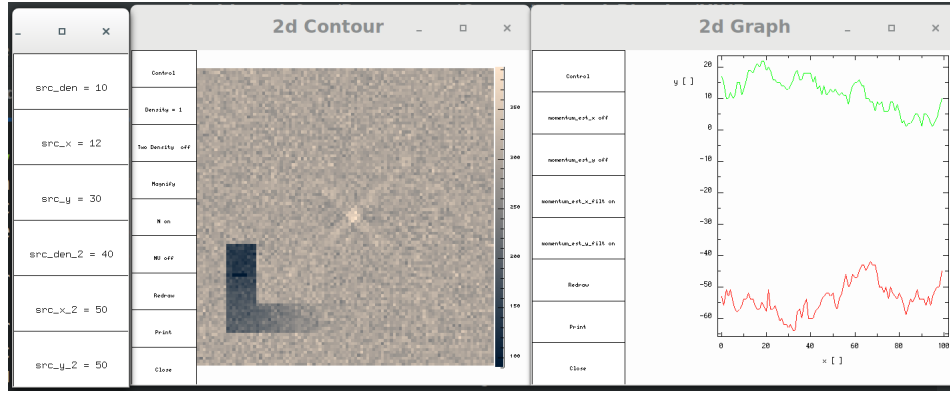 2d Contour
2d Graph
src_den = 10
src_x = 12
src_y = 30
src_den_2 = 40
src_x_2 = 50
src_y_2 = 50
Control
Density = 1
Two Density off
Magnify
N on
NU off
Redraw
Print
Close
350
300
250
200
150
100
Control
momentum_est_x off
momentum_est_y off
momentum_est_x_filt on
momentum_est_y_filt on
Redraw
Print
Close
y []
20
10
0
-10
-20
-30
-40
-50
-60
0 20 40 60 80 100
x []